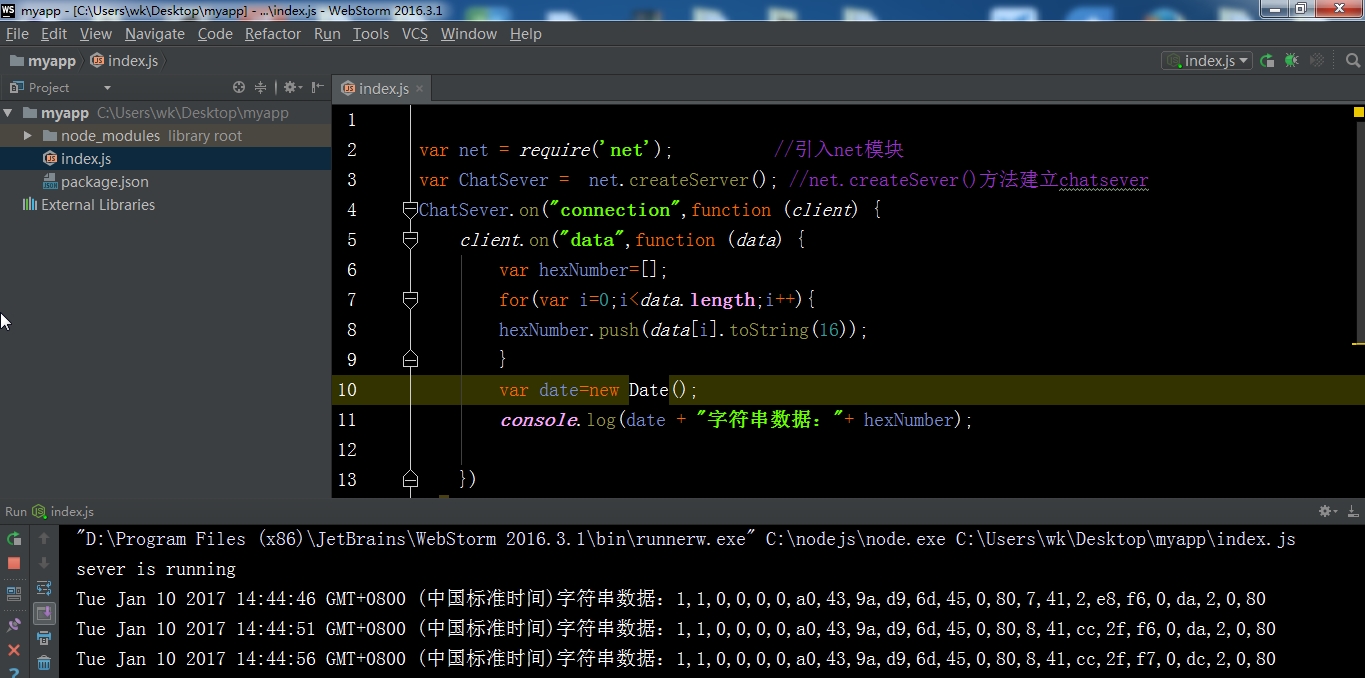 myapp - [C:\Users\wk\Desktop\myapp] - ...\index.js - WebStorm 2016.3.1
File Edit View Navigate Code Refactor Run Tools VCS Window Help
myapp index.js index.js
Project
index.js
myapp C:\Users\wk\Desktop\myapp
node_modules library root
index.js
package.json
External Libraries
1
2 var net = require('net'); //引入net模块
3 var ChatSever = net.createServer(); //net.createSever()方法建立chatsever
4 ChatSever.on("connection",function (client) {
5 client.on("data",function (data) {
6 var hexNumber=[];
7 for(var i=0;i<data.length;i++){
8 hexNumber.push(data[i].toString(16));
9 }
10 var date=new Date();
11 console.log(date + "字符串数据："+ hexNumber);
12
13 })
Run index.js
"D:\Program Files (x86)\JetBrains\WebStorm 2016.3.1\bin\runnerw.exe" C:\nodejs\node.exe C:\Users\wk\Desktop\myapp\index.js
sever is running
Tue Jan 10 2017 14:44:46 GMT+0800 (中国标准时间)字符串数据：1,1,0,0,0,0,a0,43,9a,d9,6d,45,0,80,7,41,2,e8,f6,0,da,2,0,80
Tue Jan 10 2017 14:44:51 GMT+0800 (中国标准时间)字符串数据：1,1,0,0,0,0,a0,43,9a,d9,6d,45,0,80,8,41,cc,2f,f6,0,da,2,0,80
Tue Jan 10 2017 14:44:56 GMT+0800 (中国标准时间)字符串数据：1,1,0,0,0,0,a0,43,9a,d9,6d,45,0,80,8,41,cc,2f,f7,0,dc,2,0,80